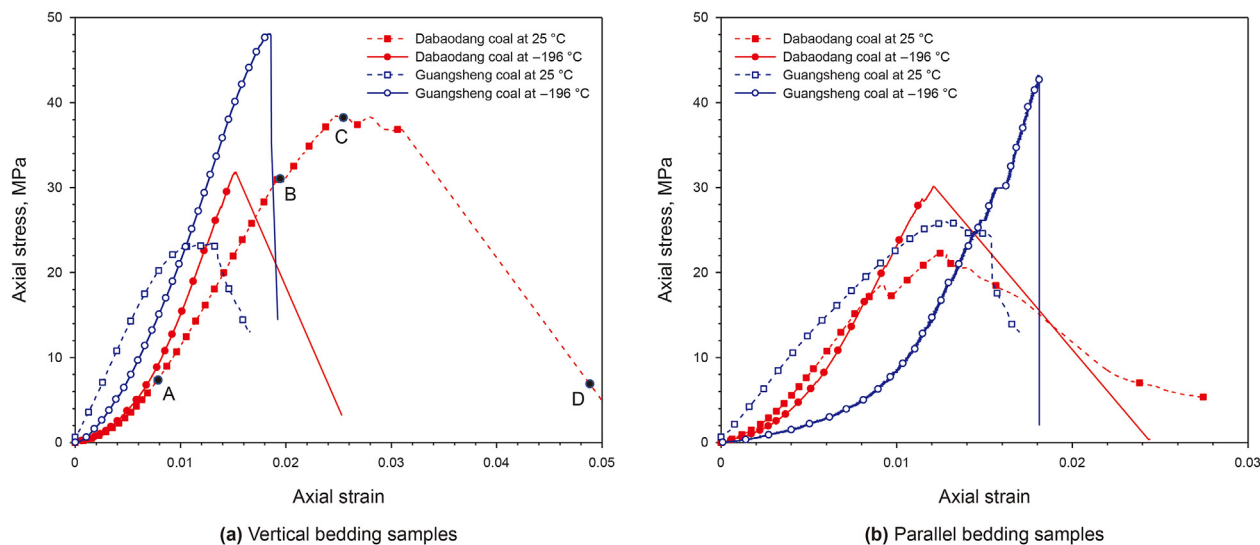 50
40
30
20
10
0
Axial stress, MPa
Dabaodang coal at 25 °C
Dabaodang coal at –196 °C
Guangsheng coal at 25 °C
Guangsheng coal at –196 °C
A
B
C
D
0
0.01
0.02
0.03
0.04
0.05
Axial strain
(a) Vertical bedding samples
50
40
30
20
10
0
Axial stress, MPa
Dabaodang coal at 25 °C
Dabaodang coal at –196 °C
Guangsheng coal at 25 °C
Guangsheng coal at –196 °C
0
0.01
0.02
0.03
Axial strain
(b) Parallel bedding samples